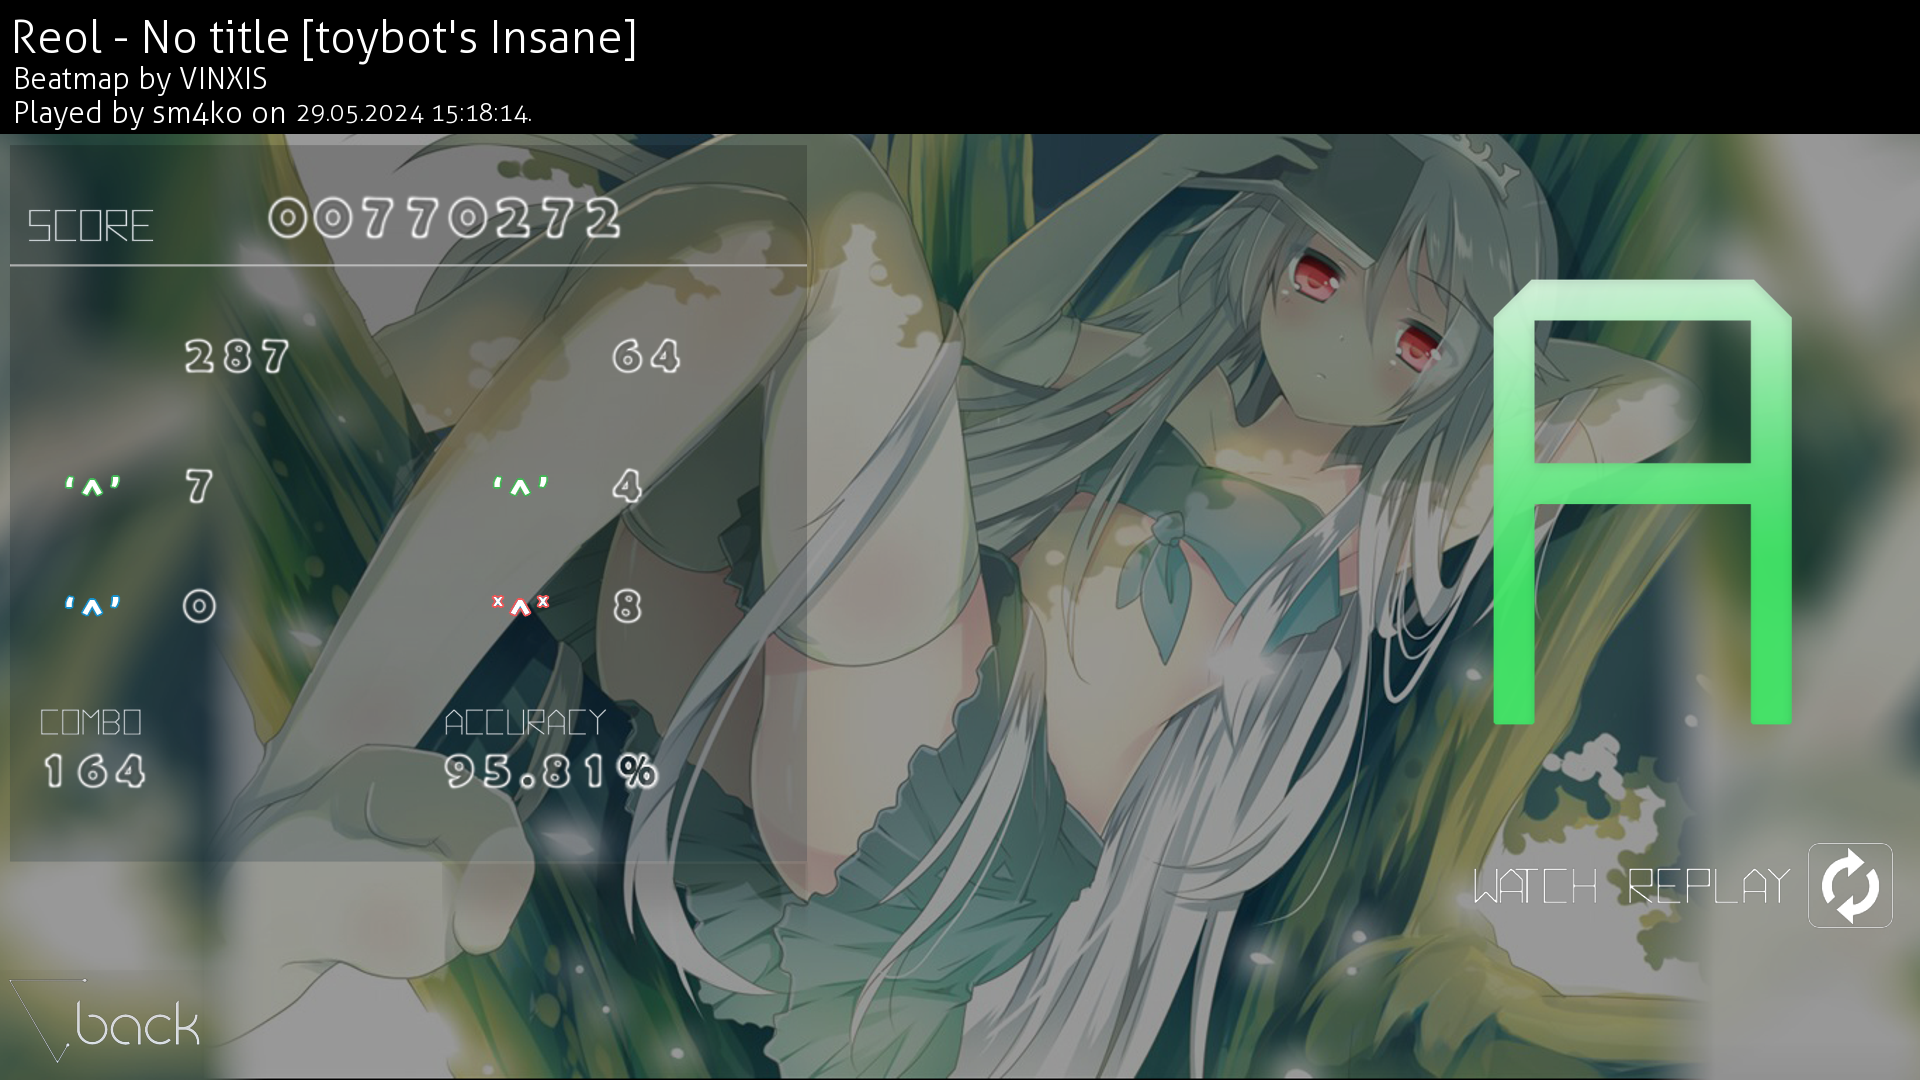 Reol - No title [toybot's Insane]
Beatmap by VINXIS
Played by sm4ko on 29.05.2024 15:18:14.
SCORE 00770272
287 64
‘^’ 7 ‘^’ 4
‘^’ 0 x^x 8
COMBO ACCURACY
164 95.81%
WATCH REPLAY
back
A